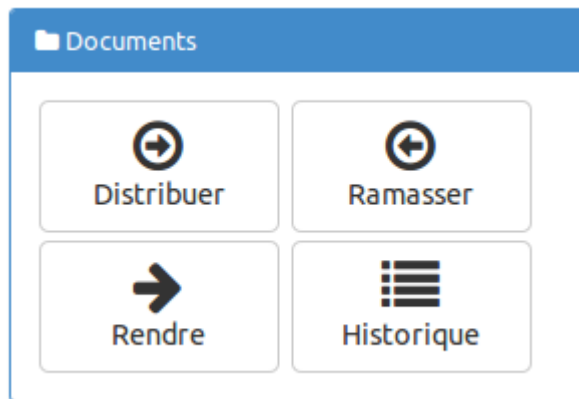 Documents
Distribuer
Ramasser
Rendre
Historique